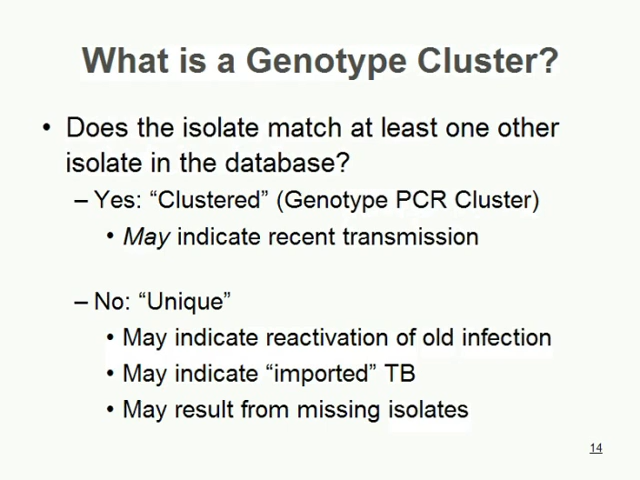 What is a Genotype Cluster?
• Does the isolate match at least one other
isolate in the database?
– Yes: “Clustered” (Genotype PCR Cluster)
• May indicate recent transmission
– No: “Unique”
• May indicate reactivation of old infection
• May indicate “imported” TB
• May result from missing isolates
14